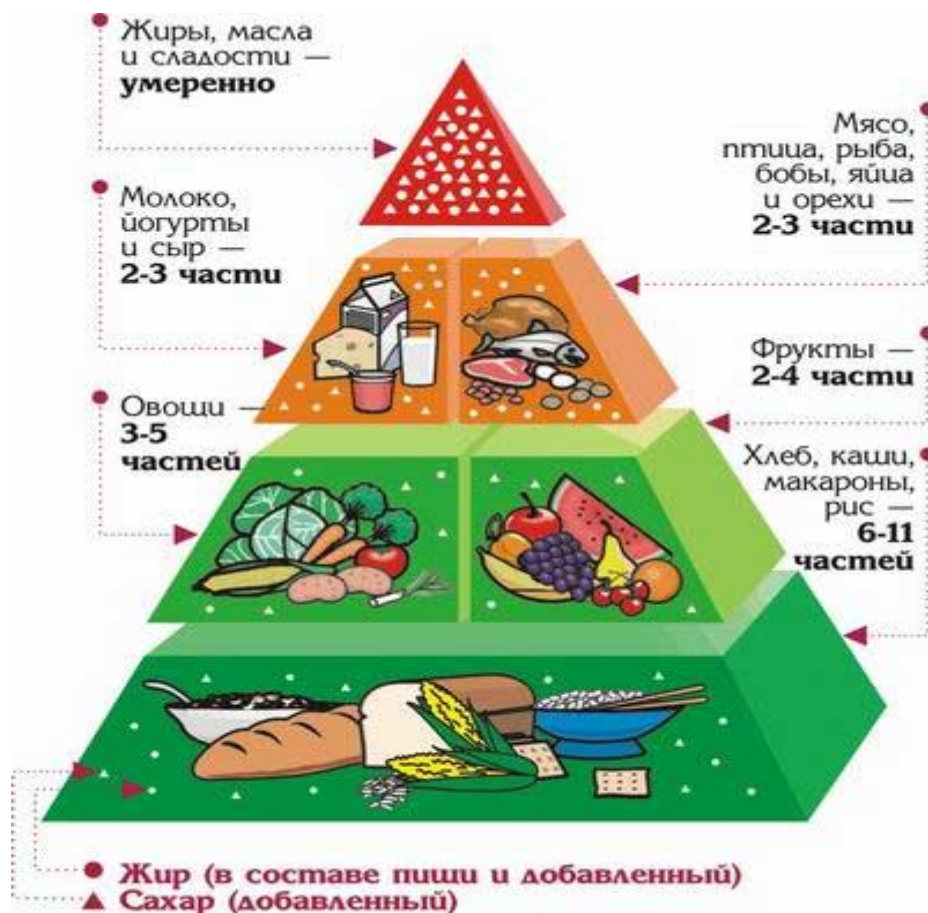 Жиры, масла
и сладости —
умеренно
Мясо,
птица, рыба,
бобы, яйца
и орехи —
2-3 части
Молоко,
йогурты
и сыр —
2-3 части
Фрукты —
2-4 части
Овощи —
3-5
частей
Хлеб, каши,
макароны,
рис —
6-11
частей
Жир (в составе пищи и добавленный)
Сахар (добавленный)